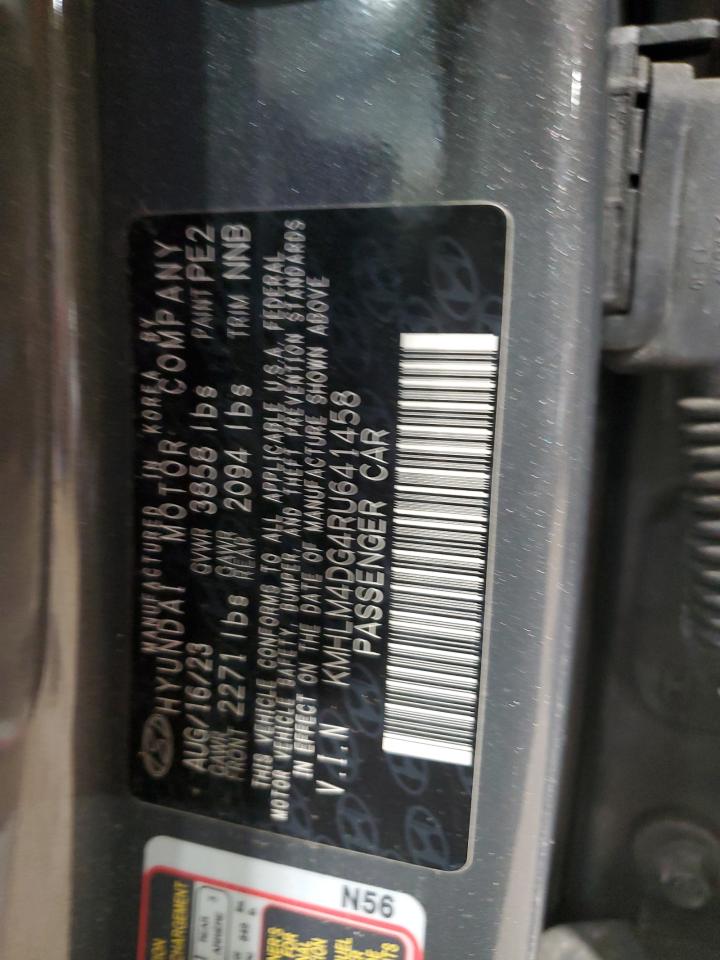 MANUFACTURED IN KOREA BY
HYUNDAI MOTOR COMPANY
AUG/16/23 GVWR 3858 lbs PAINT PE2
GAWR FRONT 2271 lbs GAWR REAR 2094 lbs TRIM NNB
THIS VEHICLE CONFORMS TO ALL APPLICABLE U.S.A. FEDERAL
MOTOR VEHICLE SAFETY, BUMPER, AND THEFT PREVENTION STANDARDS
IN EFFECT ON THE DATE OF MANUFACTURE SHOWN ABOVE
V.I.N KMHLM4DG4RU641458
PASSENGER CAR
N56